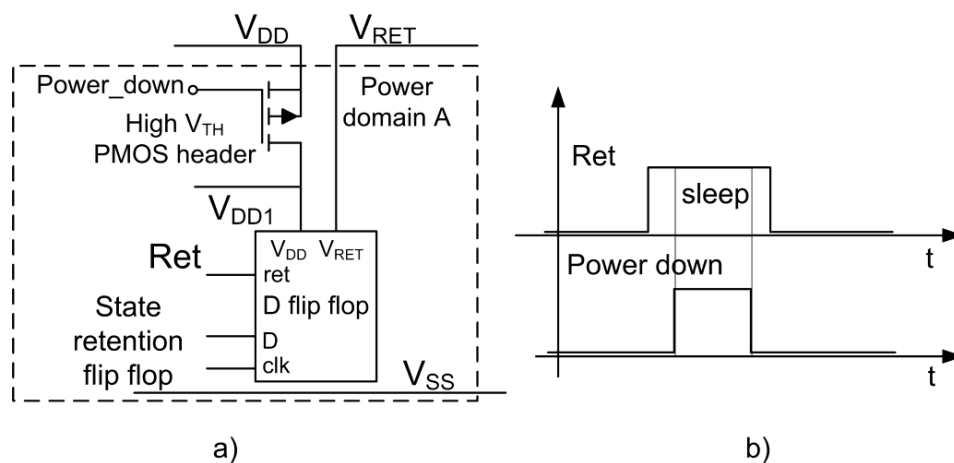 VDD
VRET
Power_down
Power
domain A
High VTH
PMOS header
VDD1
VDD VRET
Ret
ret
D flip flop
State
retention
flip flop
D
clk
VSS
a)
Ret
sleep
t
Power down
t
b)